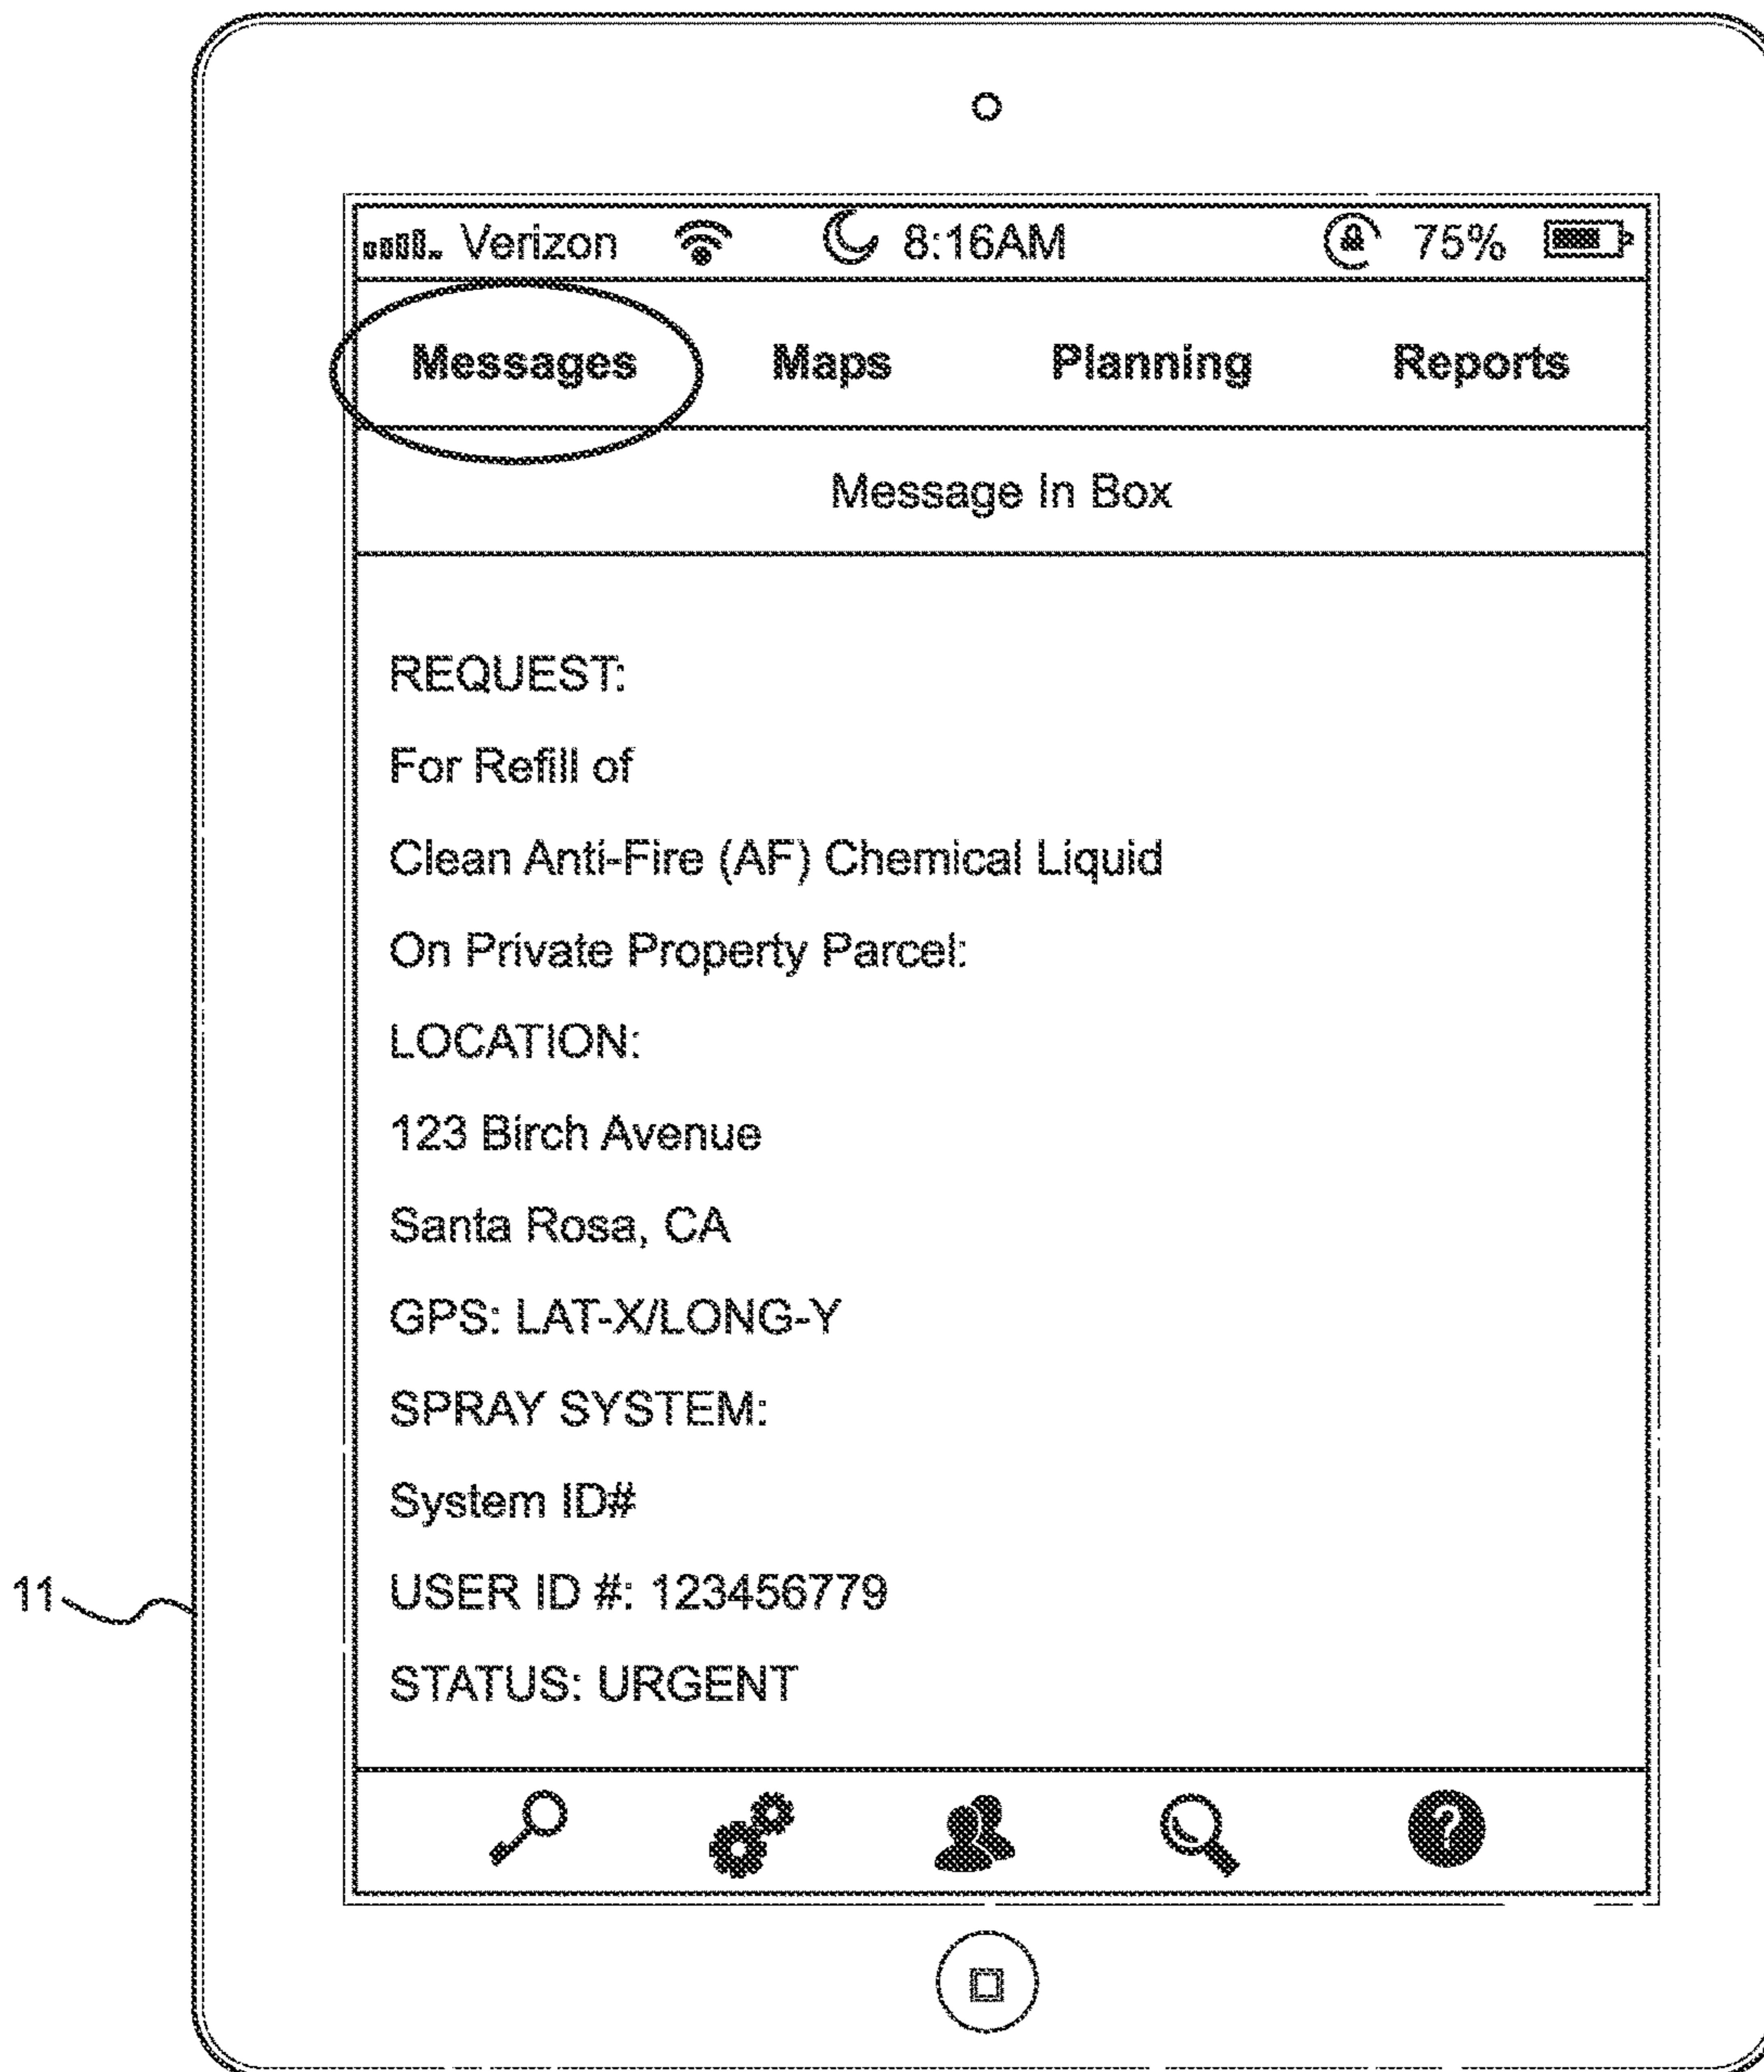 Verizon 8:16AM 75%
Messages Maps Planning Reports
Message In Box
REQUEST:
For Refill of
Clean Anti-Fire (AF) Chemical Liquid
On Private Property Parcel:
LOCATION:
123 Birch Avenue
Santa Rosa, CA
GPS: LAT-X/LONG-Y
SPRAY SYSTEM:
System ID#
11
USER ID #: 123456779
STATUS: URGENT
?